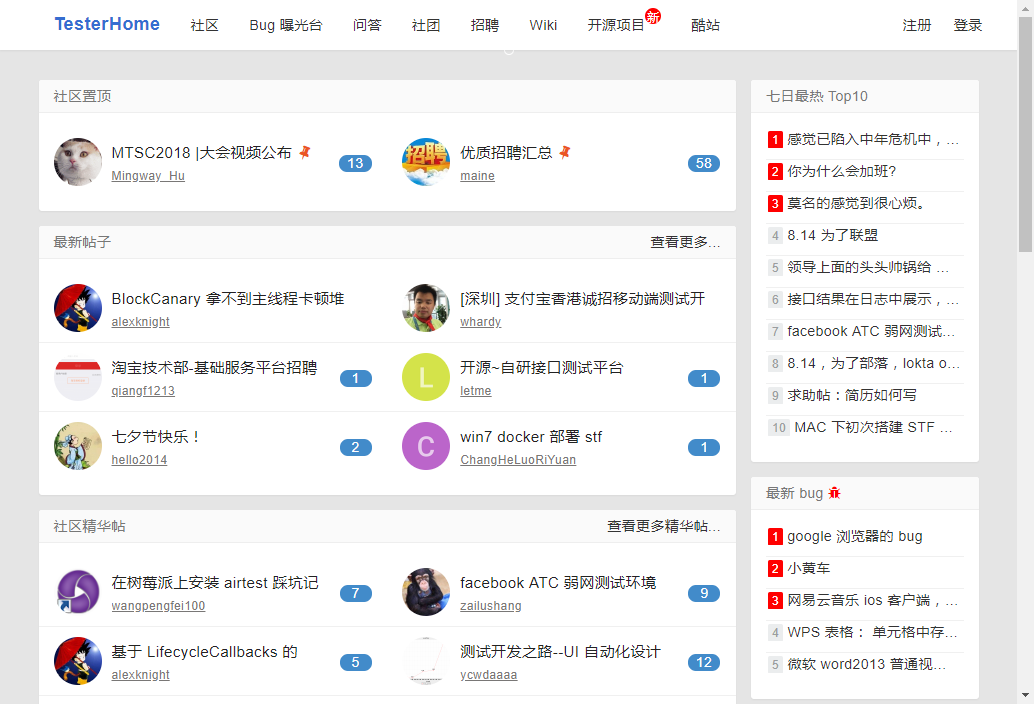 TesterHome 社区 Bug 曝光台 问答 社团 招聘 Wiki 开源项目 新 酷站 注册 登录
社区置顶
MTSC2018 |大会视频公布 13
Mingway_Hu
优质招聘汇总 58
maine
最新帖子 查看更多...
BlockCanary 拿不到主线程卡顿堆
alexknight
[深圳] 支付宝香港诚招移动端测试开
whardy
淘宝技术部-基础服务平台招聘 1
qiangf1213
L 开源~自研接口测试平台 1
letme
七夕节快乐！ 2
hello2014
C win7 docker 部署 stf 1
ChangHeLuoRiYuan
社区精华帖 查看更多精华帖...
在树莓派上安装 airtest 踩坑记 7
wangpengfei100
facebook ATC 弱网测试环境 9
zailushang
基于 LifecycleCallbacks 的 5
alexknight
测试开发之路--UI 自动化设计 12
ycwdaaaa
七日最热 Top10
1 感觉已陷入中年危机中，...
2 你为什么会加班?
3 莫名的感觉到很心烦。
4 8.14 为了联盟
5 领导上面的头头帅锅给 ...
6 接口结果在日志中展示，...
7 facebook ATC 弱网测试...
8 8.14，为了部落，lokta o...
9 求助帖：简历如何写
10 MAC 下初次搭建 STF ...
最新 bug
1 google 浏览器的 bug
2 小黄车
3 网易云音乐 ios 客户端，...
4 WPS 表格： 单元格中存...
5 微软 word2013 普通视...